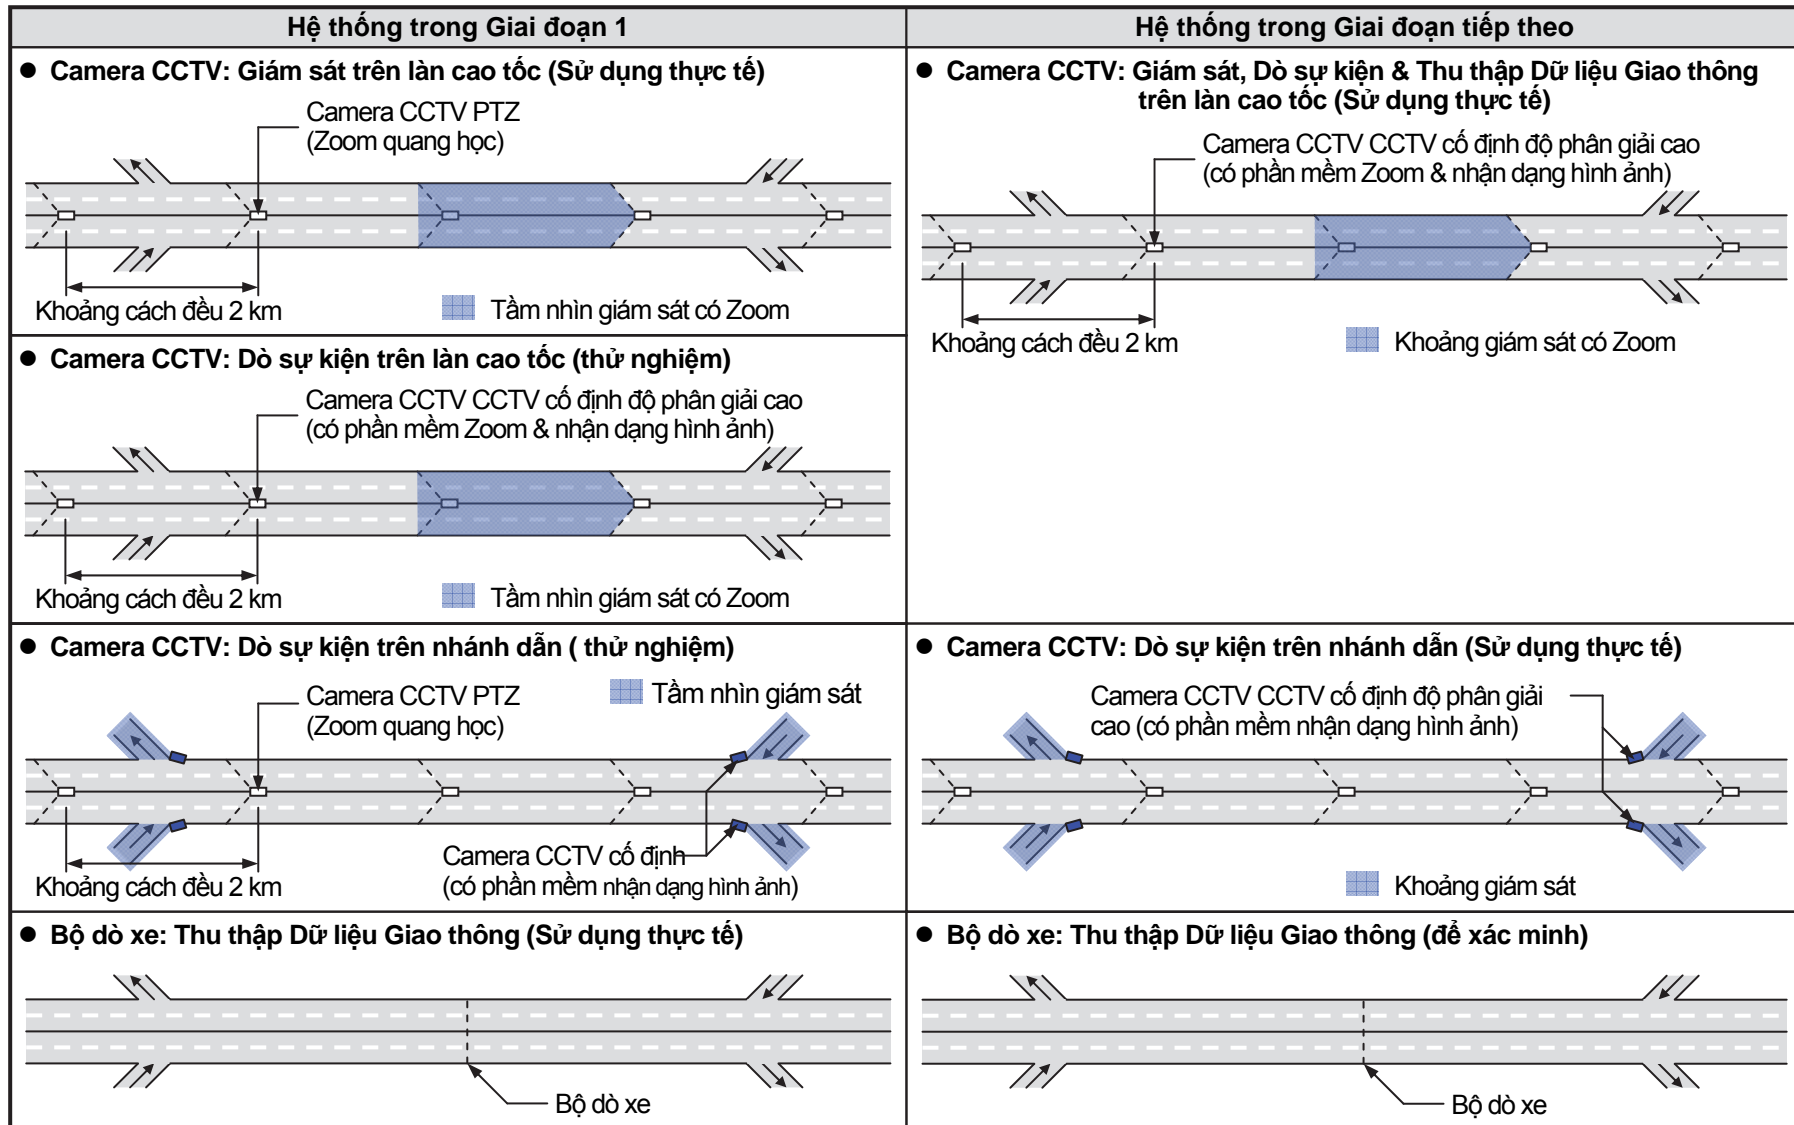 Hệ thống trong Giai đoạn 1
Hệ thống trong Giai đoạn tiếp theo
● Camera CCTV: Giám sát trên làn cao tốc (Sử dụng thực tế)
Camera CCTV PTZ
(Zoom quang học)
Khoảng cách đều 2 km
Tầm nhìn giám sát có Zoom
● Camera CCTV: Giám sát, Dò sự kiện & Thu thập Dữ liệu Giao thông
trên làn cao tốc (Sử dụng thực tế)
Camera CCTV CCTV cố định độ phân giải cao
(có phần mềm Zoom & nhận dạng hình ảnh)
Khoảng cách đều 2 km
Khoảng giám sát có Zoom
● Camera CCTV: Dò sự kiện trên làn cao tốc (thử nghiệm)
Camera CCTV CCTV cố định độ phân giải cao
(có phần mềm Zoom & nhận dạng hình ảnh)
Khoảng cách đều 2 km
Tầm nhìn giám sát có Zoom
● Camera CCTV: Dò sự kiện trên nhánh dẫn ( thử nghiệm)
Camera CCTV PTZ
(Zoom quang học)
Tầm nhìn giám sát
Khoảng cách đều 2 km
Camera CCTV cố định
(có phần mềm nhận dạng hình ảnh)
● Camera CCTV: Dò sự kiện trên nhánh dẫn (Sử dụng thực tế)
Camera CCTV CCTV cố định độ phân giải
cao (có phần mềm nhận dạng hình ảnh)
Khoảng giám sát
● Bộ dò xe: Thu thập Dữ liệu Giao thông (Sử dụng thực tế)
Bộ dò xe
● Bộ dò xe: Thu thập Dữ liệu Giao thông (để xác minh)
Bộ dò xe